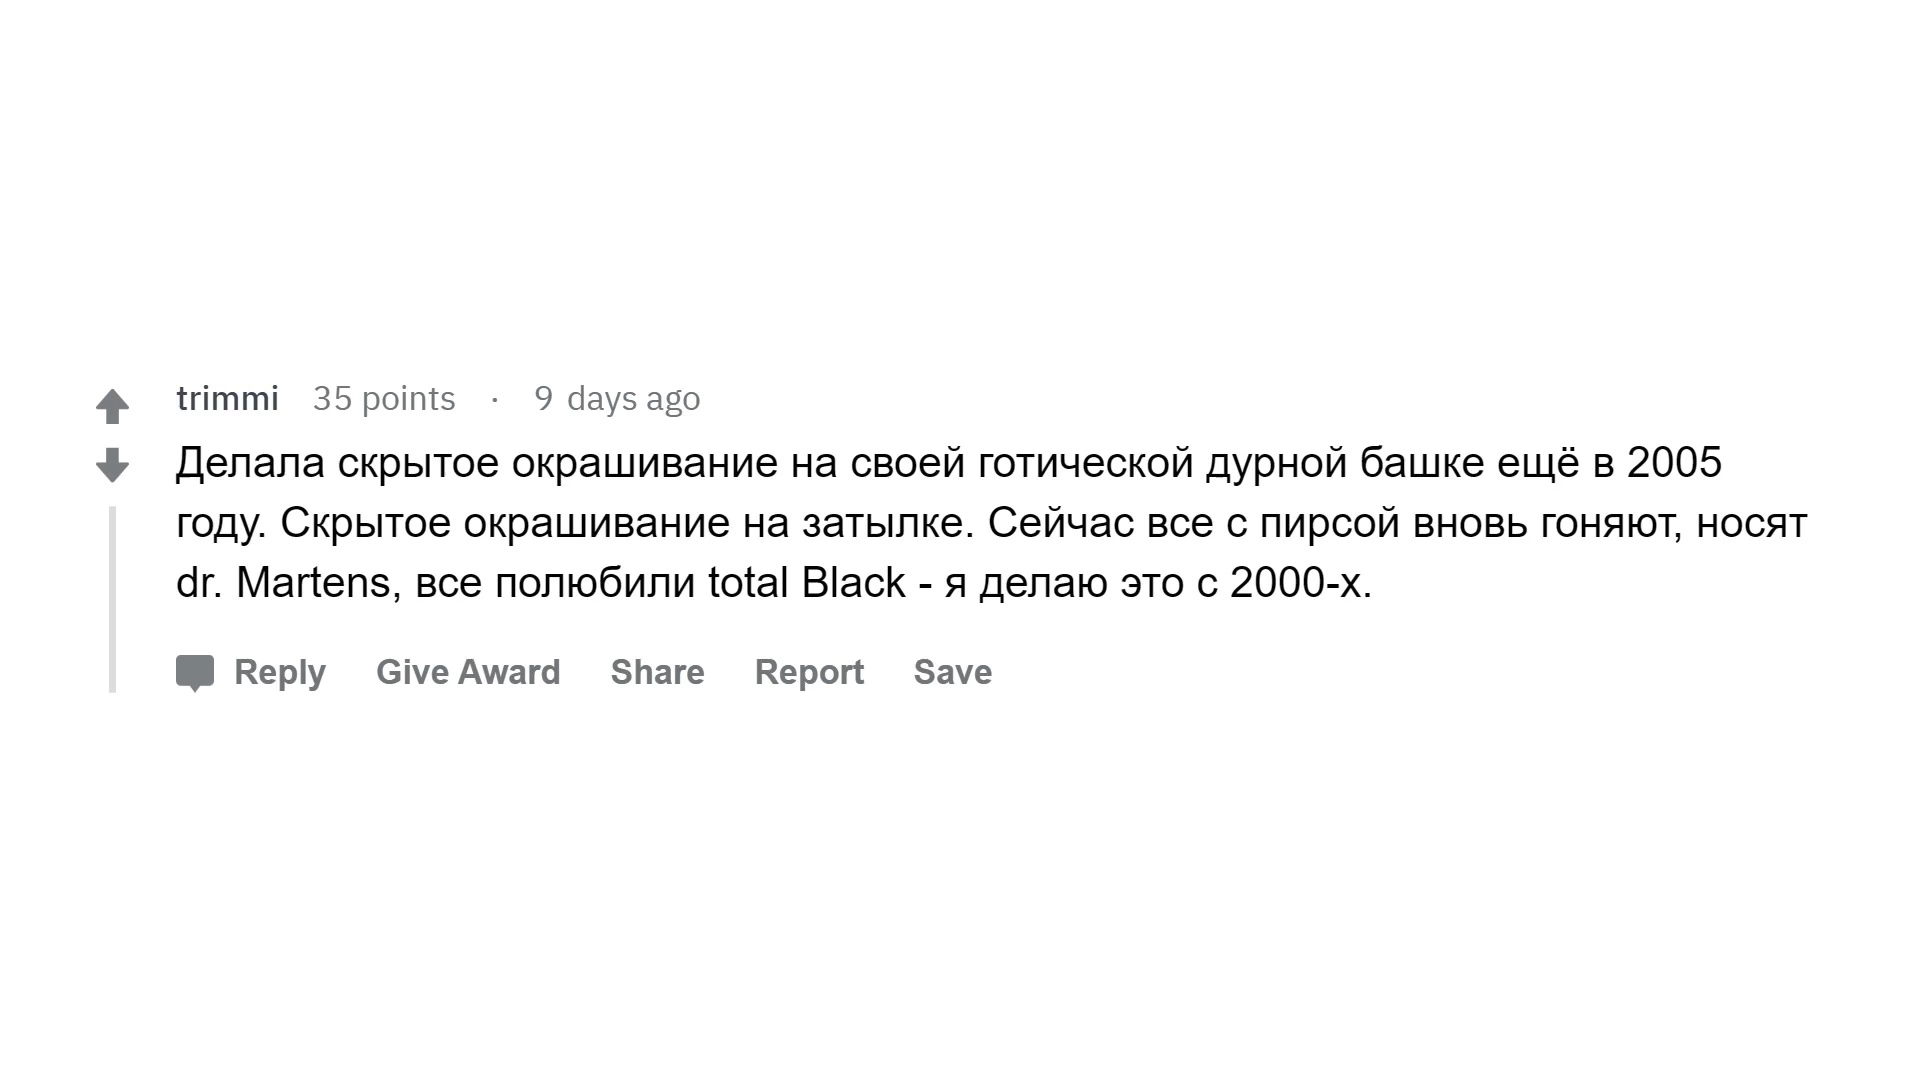 trimmi 35 points · 9 days ago
Делала скрытое окрашивание на своей готической дурной башке ещё в 2005
году. Скрытое окрашивание на затылке. Сейчас все с пирсой вновь гоняют, носят
dr. Martens, все полюбили total Black - я делаю это с 2000-х.
Reply Give Award Share Report Save